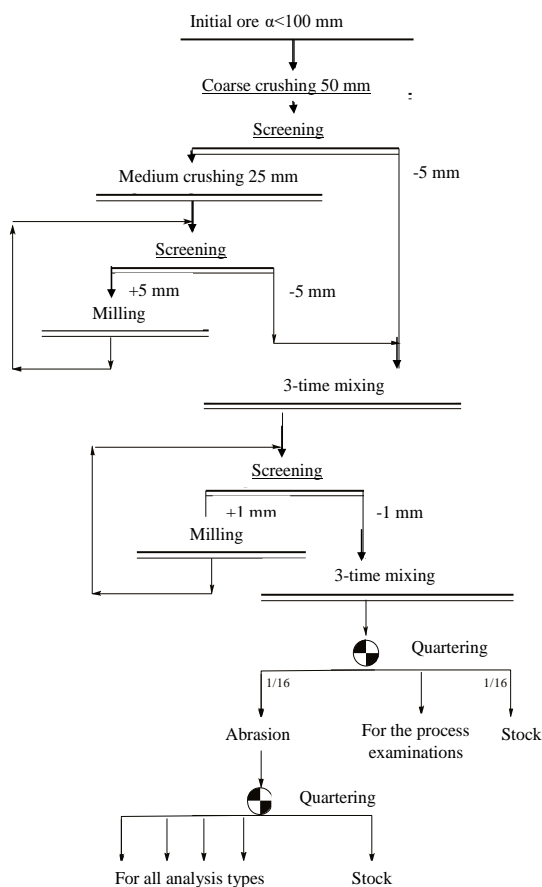 Initial ore α<100 mm
Coarse crushing 50 mm
Screening
-5 mm
Medium crushing 25 mm
Screening
+5 mm
-5 mm
Milling
3-time mixing
Screening
+1 mm
-1 mm
Milling
3-time mixing
Quartering
1/16
1/16
Abrasion
For the process
examinations
Stock
Quartering
For all analysis types
Stock